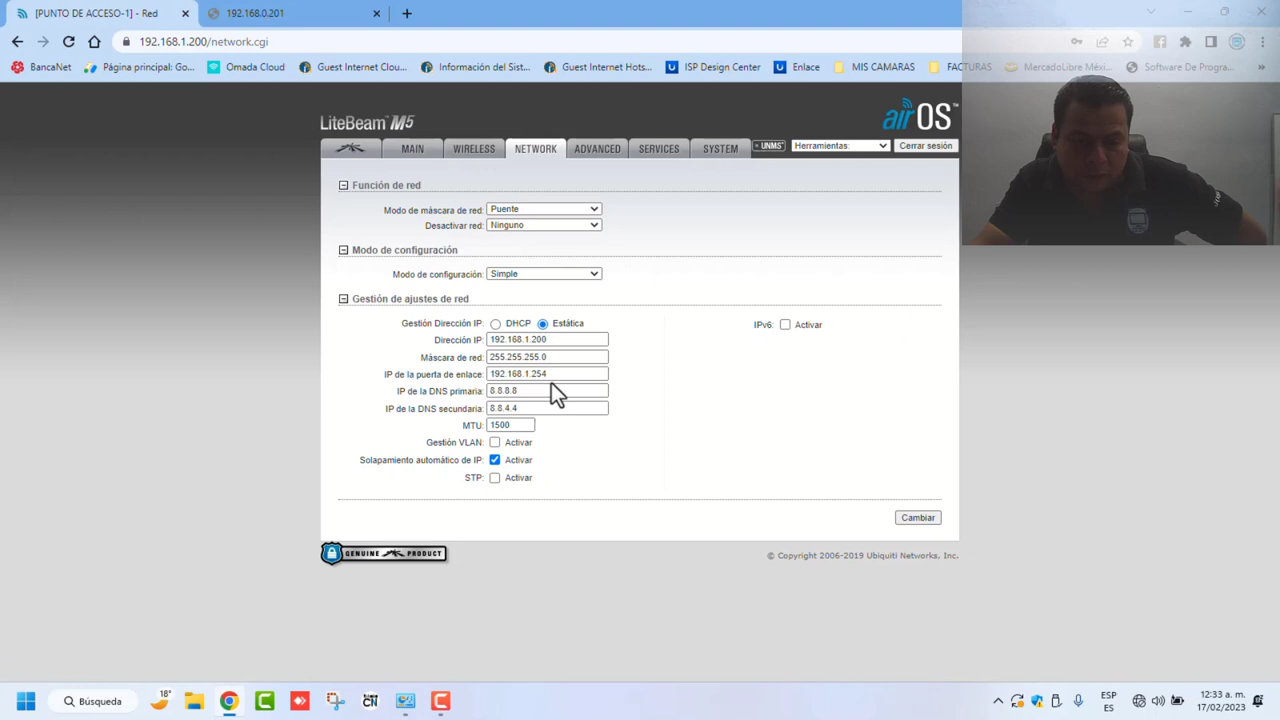 [PUNTO DE ACCESO-1] - Red
192.168.0.201
192.168.1.200/network.cgi
BancaNet
Página principal: Go...
Omada Cloud
Guest Internet Clou...
Información del Sist...
Guest Internet Hots...
ISP Design Center
Enlace
MIS CAMARAS
FACTURAS
MercadoLibre Méxi...
Software De Progra...
»
LiteBeam M5
airOS™
MAIN
WIRELESS
NETWORK
ADVANCED
SERVICES
SYSTEM
UNMS™
Herramientas:
Cerrar sesión
Función de red
Modo de máscara de red: Puente
Desactivar red: Ninguno
Modo de configuración
Modo de configuración: Simple
Gestión de ajustes de red
Gestión Dirección IP: DHCP Estática
IPv6: Activar
Dirección IP: 192.168.1.200
Máscara de red: 255.255.255.0
IP de la puerta de enlace: 192.168.1.254
IP de la DNS primaria: 8.8.8.8
IP de la DNS secundaria: 8.8.4.4
MTU: 1500
Gestión VLAN: Activar
Solapamiento automático de IP: Activar
STP: Activar
Cambiar
GENUINE PRODUCT
© Copyright 2006-2019 Ubiquiti Networks, Inc.
Búsqueda
18°
CN
ESP
ES
12:33 a. m.
17/02/2023